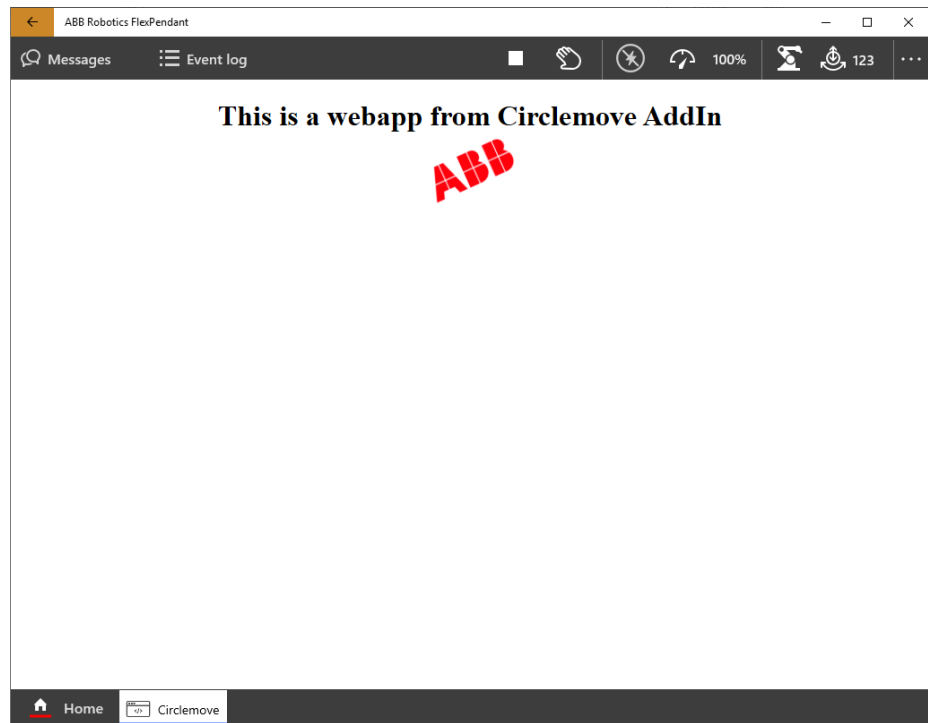 ABB Robotics FlexPendant
Messages
Event log
100%
123
This is a webapp from Circlemove AddIn
ABB
Home
</>
Circlemove